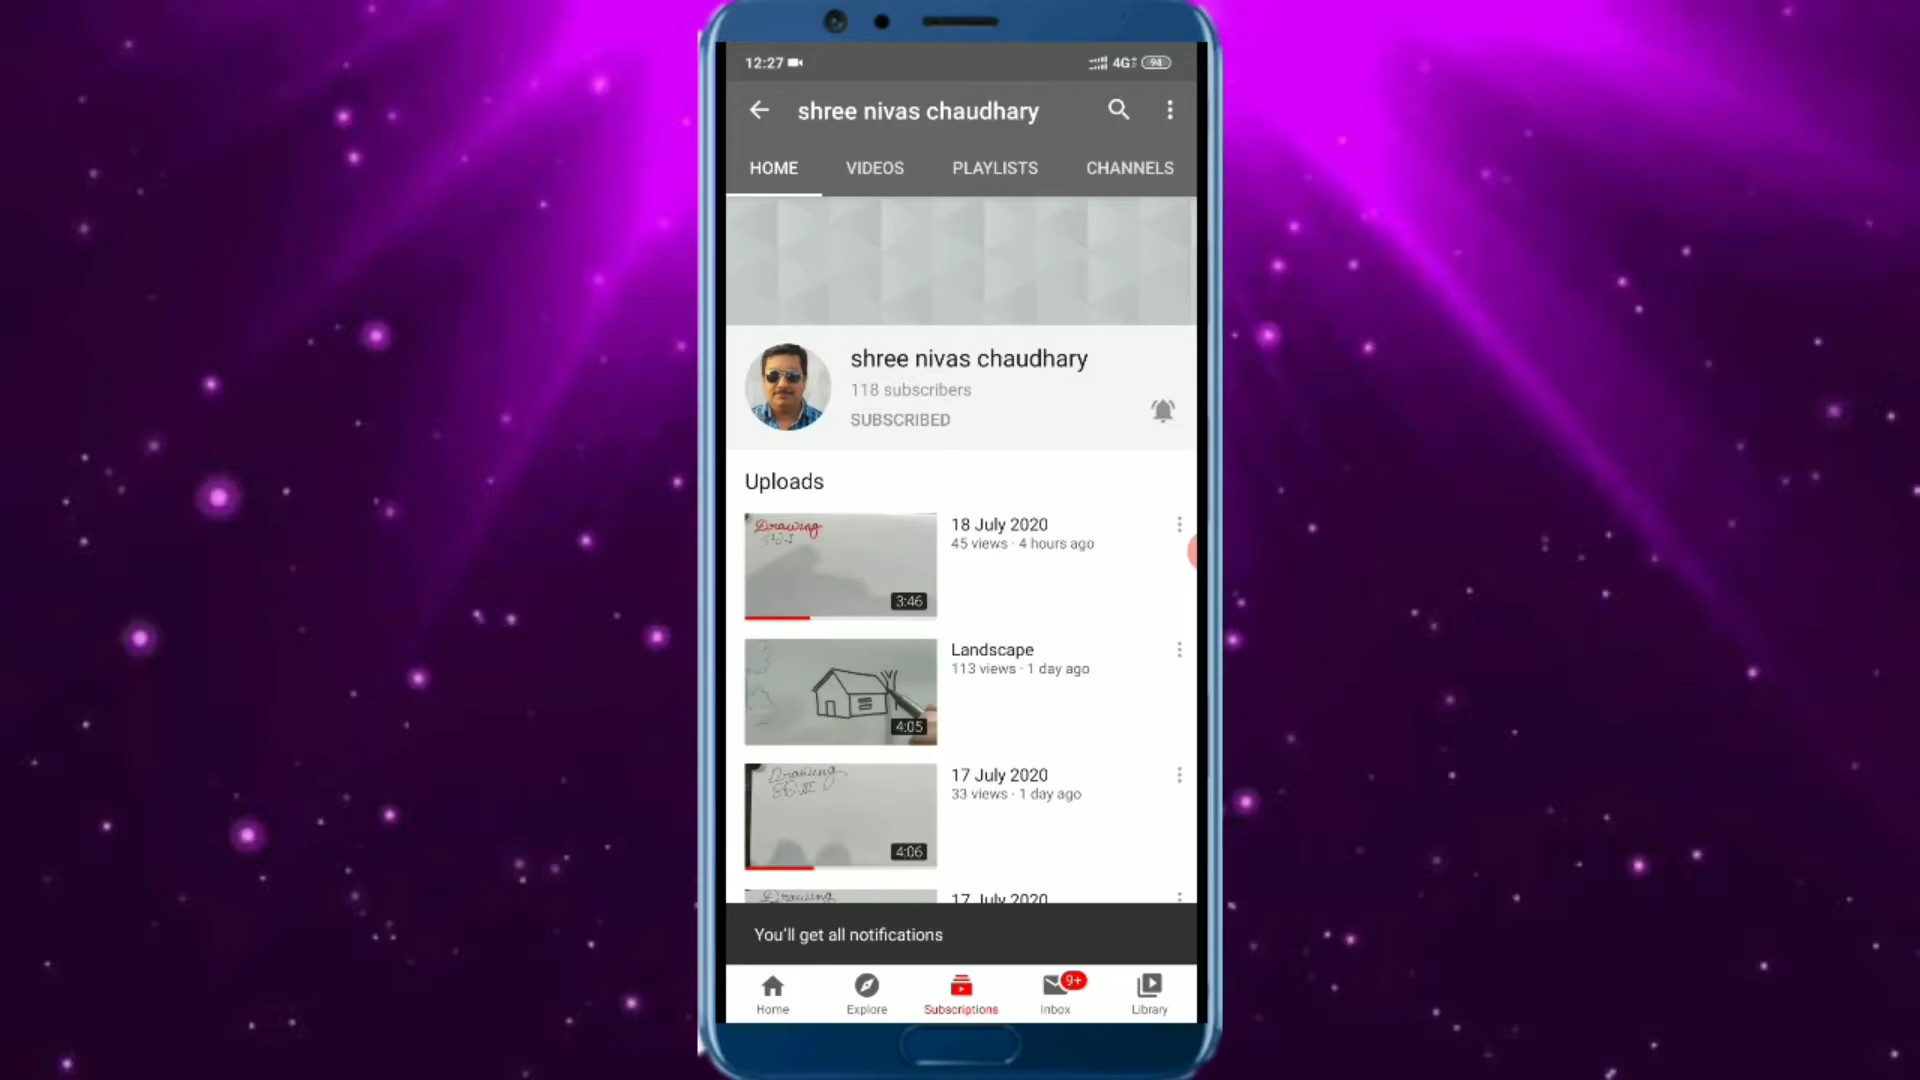 12:27
4G
94
shree nivas chaudhary
HOME VIDEOS PLAYLISTS CHANNELS
shree nivas chaudhary
118 subscribers
SUBSCRIBED
Uploads
Drawing
3:46
18 July 2020
45 views · 4 hours ago
4:05
Landscape
113 views · 1 day ago
Drawing
4:06
17 July 2020
33 views · 1 day ago
Drawing
17 July 2020
You'll get all notifications
9+
Home Explore Subscriptions Inbox Library